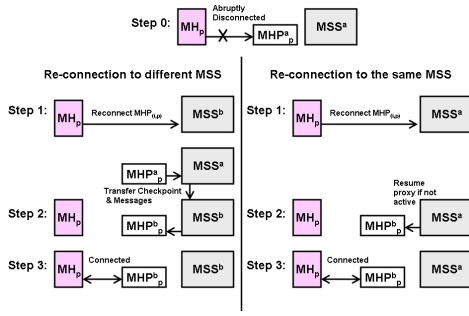 Step 0:
MHp
Abruptly
Disconnected
MHPᵃp
MSSᵃ
Re-connection to different MSS
Step 1:
MHp
Reconnect MHP(i,p)
MSSᵇ
MHPᵃp
MSSᵃ
Transfer Checkpoint
& Messages
Step 2:
MHp
MHPᵇp
MSSᵇ
Step 3:
MHp
Connected
MHPᵇp
MSSᵇ
Re-connection to the same MSS
Step 1:
MHp
Reconnect MHP(i,p)
MSSᵃ
Resume
proxy if not
active
Step 2:
MHp
MHPᵇp
MSSᵃ
Step 3:
MHp
Connected
MHPᵇp
MSSᵃ